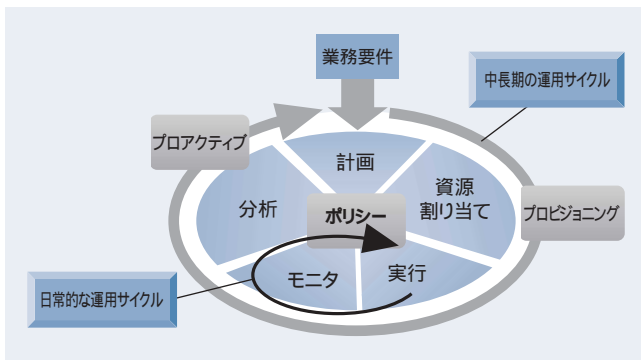 業務要件
中長期の運用サイクル
プロアクティブ
計画
分析
資源
割り当て
ポリシー
プロビジョニング
モニタ
実行
日常的な運用サイクル